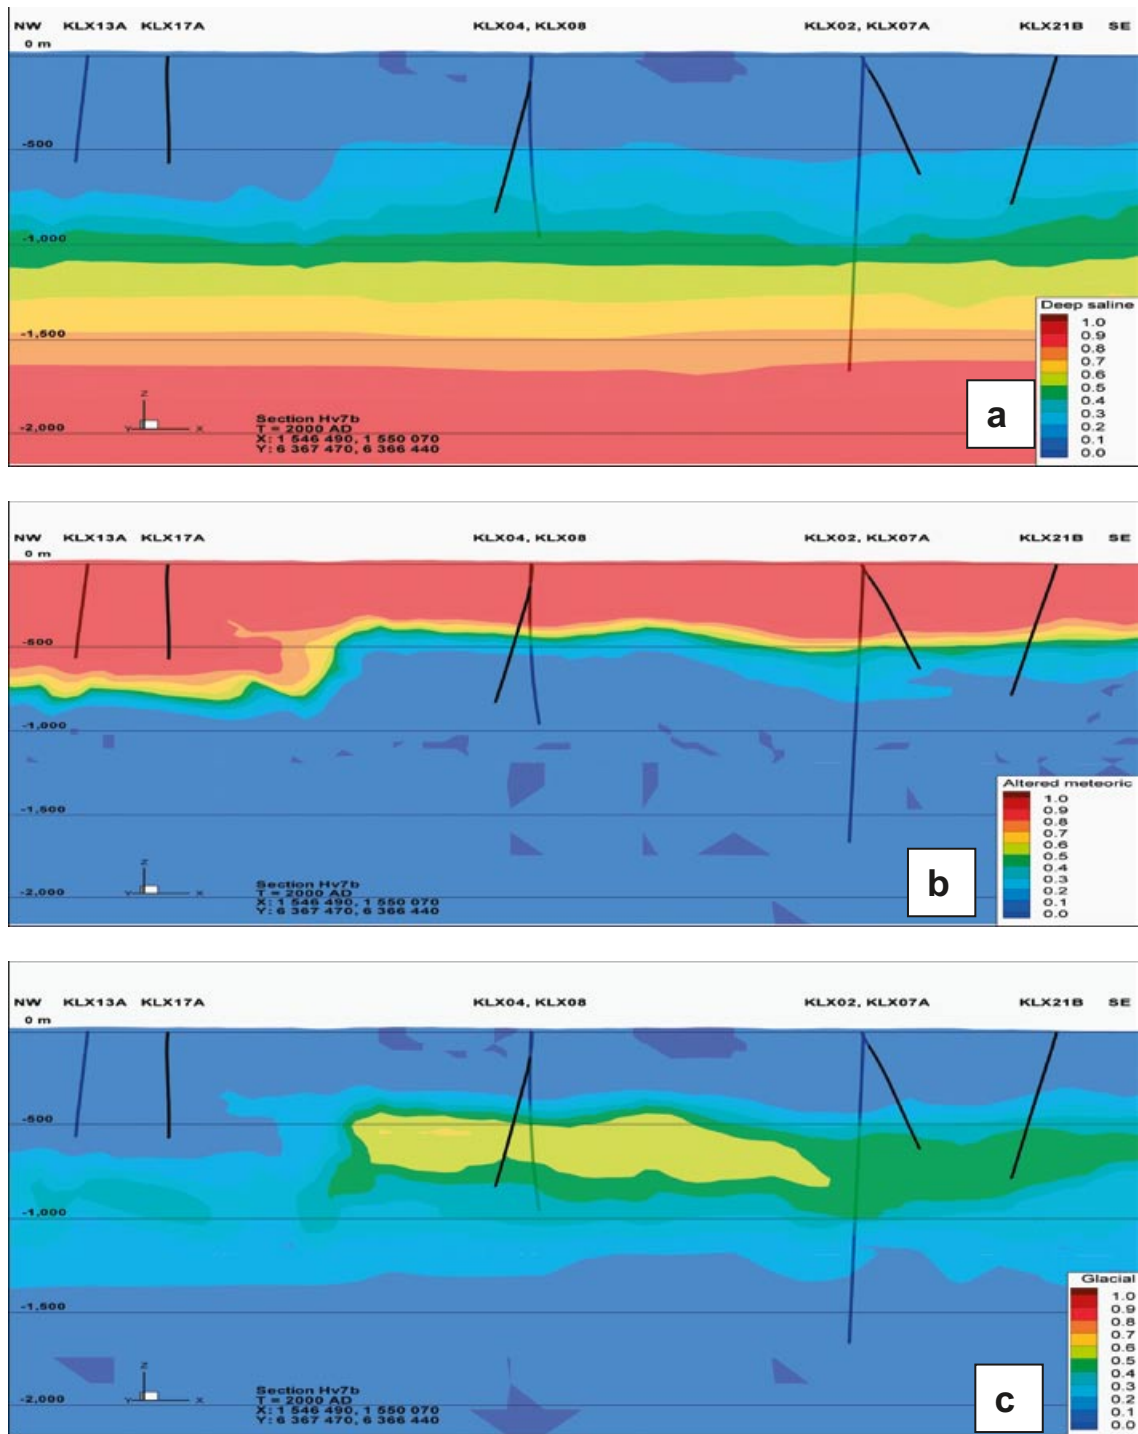 NW KLX13A KLX17A KLX04, KLX08 KLX02, KLX07A KLX21B SE
0 m
-500
-1,000
Deep saline
1.0
0.9
0.8
0.7
0.6
0.5
0.4
0.3
0.2
0.1
0.0
-1,500
Z
Y X
Section Hv7b
T = 2000 AD
X: 1 546 490, 1 550 070
Y: 6 367 470, 6 366 440
-2,000
a
NW KLX13A KLX17A KLX04, KLX08 KLX02, KLX07A KLX21B SE
0 m
-500
-1,000
Altered meteoric
1.0
0.9
0.8
0.7
0.6
0.5
0.4
0.3
0.2
0.1
0.0
-1,500
Z
Y X
Section Hv7b
T = 2000 AD
X: 1 546 490, 1 550 070
Y: 6 367 470, 6 366 440
-2,000
b
NW KLX13A KLX17A KLX04, KLX08 KLX02, KLX07A KLX21B SE
0 m
-500
-1,000
Glacial
1.0
0.9
0.8
0.7
0.6
0.5
0.4
0.3
0.2
0.1
0.0
-1,500
Z
Y X
Section Hv7b
T = 2000 AD
X: 1 546 490, 1 550 070
Y: 6 367 470, 6 366 440
-2,000
c